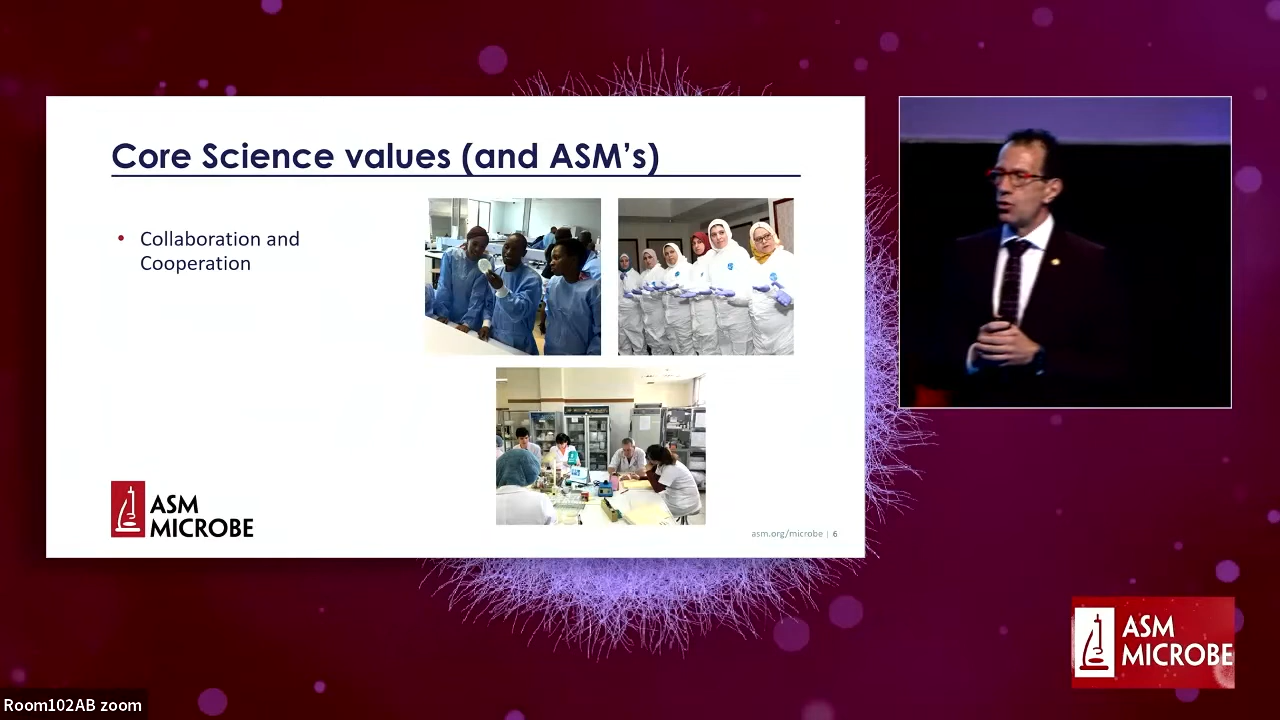 Core Science values (and ASM's)
• Collaboration and
Cooperation
ASM
MICROBE
asm.org/microbe | 6
ASM
MICROBE
Room102AB zoom